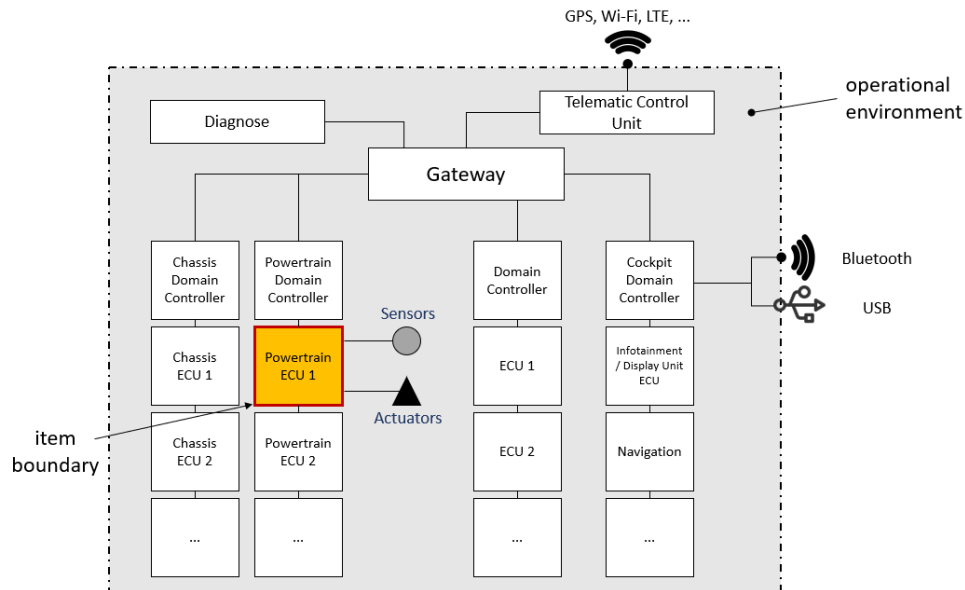 GPS, Wi-Fi, LTE, ...
operational
environment
Telematic Control
Unit
Diagnose
Gateway
Chassis
Domain
Controller
Powertrain
Domain
Controller
Domain
Controller
Cockpit
Domain
Controller
Bluetooth
USB
Sensors
Chassis
ECU 1
Powertrain
ECU 1
ECU 1
Infotainment
/ Display Unit
ECU
Actuators
item
boundary
Chassis
ECU 2
Powertrain
ECU 2
ECU 2
Navigation
...
...
...
...